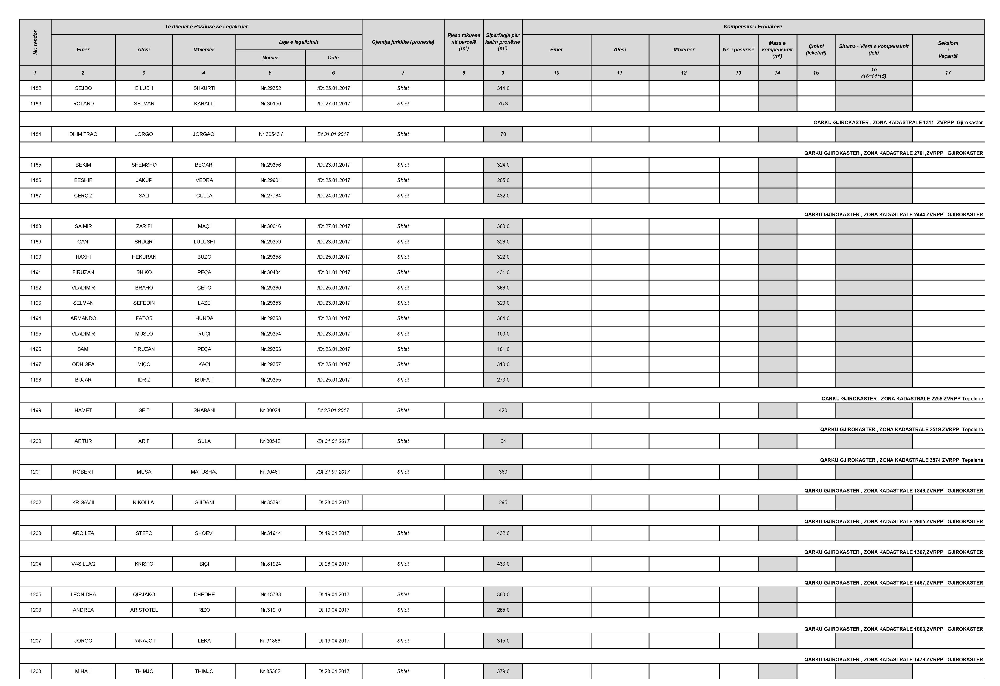 Nr. rendor
Të dhënat e Pasurisë së Legalizuar
Gjendja juridike (pronesia)
Pjesa takuese në parcelë (m²)
Sipërfaqja për kalim pronësie (m²)
Kompensimi i Pronarëve
Emër Atësi Mbiemër Leja e legalizimit
Numer Date
Emër Atësi Mbiemër Nr. i pasurisë Masa e kompensimit (m²) Çmimi (leke/m²) Shuma - Vlera e kompensimit (lek) Seksioni i Veçantë
1 2 3 4 5 6 7 8 9 10 11 12 13 14 15 16 (16=14*15) 17
1182 SEJDO BILUSH SHKURTI Nr.29352 /Dt.25.01.2017 Shtet 314.0
1183 ROLAND SELMAN KARALLI Nr.30150 /Dt.27.01.2017 Shtet 75.3
QARKU GJIROKASTER , ZONA KADASTRALE 1311 ZVRPP Gjirokaster
1184 DHIMITRAQ JORGO JORGAQI Nr.30543 / Dt.31.01.2017 Shtet 70
QARKU GJIROKASTER , ZONA KADASTRALE 2781,ZVRPP GJIROKASTER
1185 BEKIM SHEMSHO BEQARI Nr.29356 /Dt.23.01.2017 Shtet 324.0
1186 BESHIR JAKUP VEDRA Nr.29901 /Dt.25.01.2017 Shtet 265.0
1187 ÇERÇIZ SALI ÇULLA Nr.27784 /Dt.24.01.2017 Shtet 432.0
QARKU GJIROKASTER , ZONA KADASTRALE 2444,ZVRPP GJIROKASTER
1188 SAIMIR ZARIFI MAÇI Nr.30016 /Dt.27.01.2017 Shtet 360.0
1189 GANI SHUQRI LULUSHI Nr.29359 /Dt.23.01.2017 Shtet 326.0
1190 HAXHI HEKURAN BUZO Nr.29358 /Dt.25.01.2017 Shtet 322.0
1191 FIRUZAN SHIKO PEÇA Nr.30484 /Dt.31.01.2017 Shtet 431.0
1192 VLADIMIR BRAHO ÇEPO Nr.29360 /Dt.25.01.2017 Shtet 366.0
1193 SELMAN SEFEDIN LAZE Nr.29353 /Dt.23.01.2017 Shtet 320.0
1194 ARMANDO FATOS HUNDA Nr.29363 /Dt.23.01.2017 Shtet 384.0
1195 VLADIMIR MUSLO RUÇI Nr.29354 /Dt.23.01.2017 Shtet 100.0
1196 SAMI FIRUZAN PEÇA Nr.29363 /Dt.23.01.2017 Shtet 181.0
1197 ODHISEA MIÇO KAÇI Nr.29357 /Dt.25.01.2017 Shtet 310.0
1198 BUJAR IDRIZ ISUFATI Nr.29355 /Dt.25.01.2017 Shtet 273.0
QARKU GJIROKASTER , ZONA KADASTRALE 2259 ZVRPP Tepelene
1199 HAMET SEIT SHABANI Nr.30024 Dt.25.01.2017 Shtet 420
QARKU GJIROKASTER , ZONA KADASTRALE 2519 ZVRPP Tepelene
1200 ARTUR ARIF SULA Nr.30542 /Dt.31.01.2017 Shtet 64
QARKU GJIROKASTER , ZONA KADASTRALE 3574 ZVRPP Tepelene
1201 ROBERT MUSA MATUSHAJ Nr.30481 /Dt.31.01.2017 Shtet 360
QARKU GJIROKASTER , ZONA KADASTRALE 1846,ZVRPP GJIROKASTER
1202 KRISAVJI NIKOLLA GJIDANI Nr.85391 Dt.28.04.2017 295
QARKU GJIROKASTER , ZONA KADASTRALE 2905,ZVRPP GJIROKASTER
1203 ARQILEA STEFO SHQEVI Nr.31914 Dt.19.04.2017 Shtet 432.0
QARKU GJIROKASTER , ZONA KADASTRALE 1307,ZVRPP GJIROKASTER
1204 VASILLAQ KRISTO BIÇI Nr.81924 Dt.28.04.2017 Shtet 433.0
QARKU GJIROKASTER , ZONA KADASTRALE 1487,ZVRPP GJIROKASTER
1205 LEONIDHA QIRJAKO DHEDHE Nr.15788 Dt.19.04.2017 Shtet 360.0
1206 ANDREA ARISTOTEL RIZO Nr.31910 Dt.19.04.2017 Shtet 265.0
QARKU GJIROKASTER , ZONA KADASTRALE 1803,ZVRPP GJIROKASTER
1207 JORGO PANAJOT LEKA Nr.31866 Dt.19.04.2017 Shtet 315.0
QARKU GJIROKASTER , ZONA KADASTRALE 1476,ZVRPP GJIROKASTER
1208 MIHALI THIMJO THIMJO Nr.85382 Dt.28.04.2017 Shtet 379.0